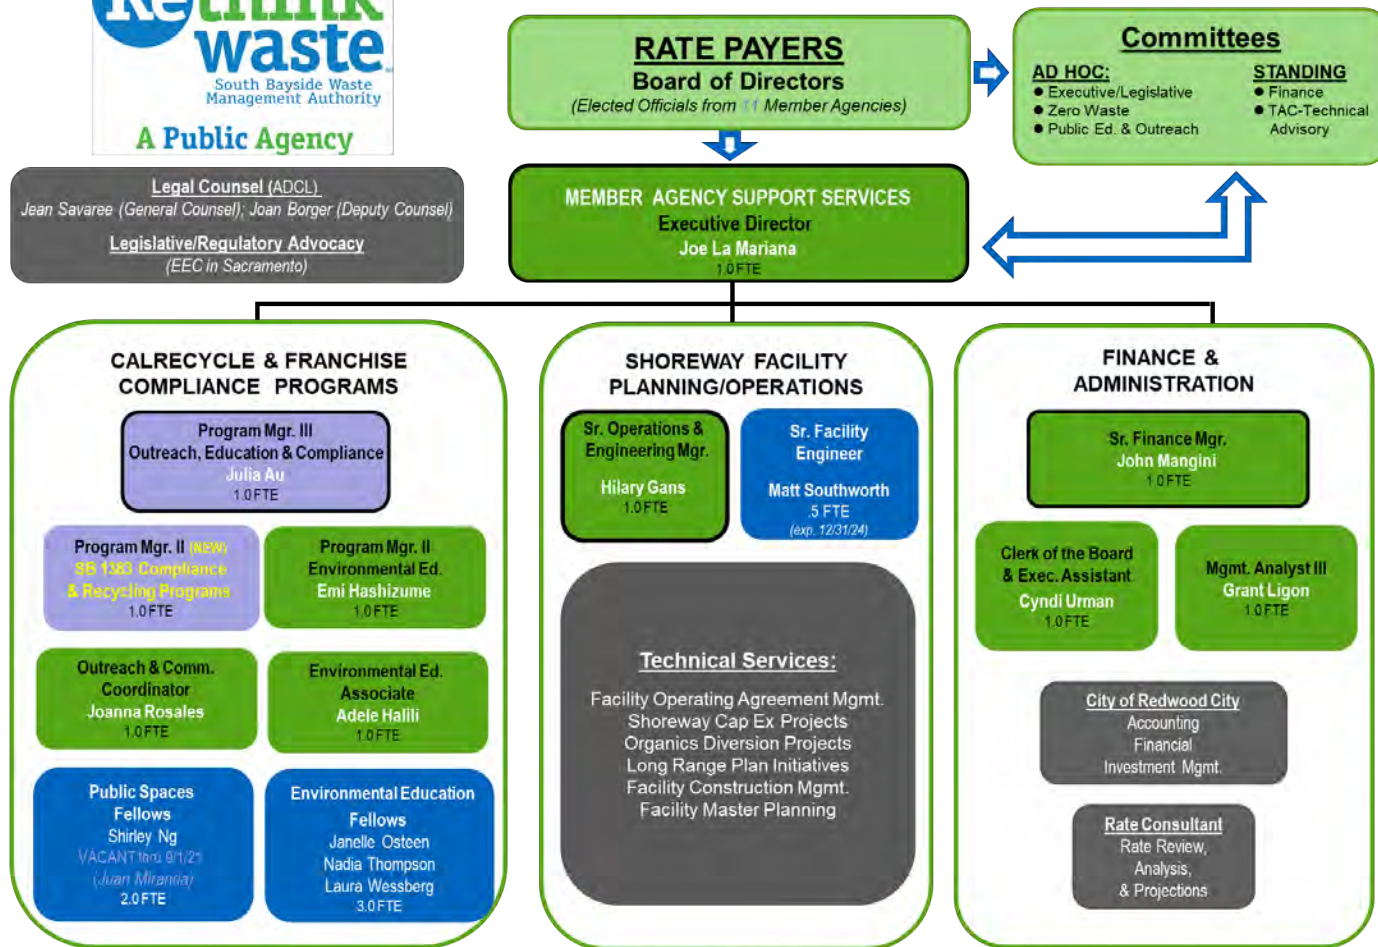 Rethink
waste
South Bayside Waste
Management Authority
A Public Agency
RATE PAYERS
Board of Directors
(Elected Officials from 11 Member Agencies)
Committees
AD HOC:
● Executive/Legislative
● Zero Waste
● Public Ed. & Outreach
STANDING
● Finance
● TAC-Technical
Advisory
Legal Counsel (ADCL)
Jean Savaree (General Counsel); Joan Borger (Deputy Counsel)
Legislative/Regulatory Advocacy
(EEC in Sacramento)
MEMBER AGENCY SUPPORT SERVICES
Executive Director
Joe La Mariana
1.0 FTE
CALRECYCLE & FRANCHISE
COMPLIANCE PROGRAMS
Program Mgr. III
Outreach, Education & Compliance
Julia Au
1.0 FTE
Program Mgr. II (NEW)
SB 1383 Compliance
& Recycling Programs
1.0 FTE
Program Mgr. II
Environmental Ed.
Emi Hashizume
1.0 FTE
Outreach & Comm.
Coordinator
Joanna Rosales
1.0 FTE
Environmental Ed.
Associate
Adele Halili
1.0 FTE
Public Spaces
Fellows
Shirley Ng
VACANT thru 9/1/21
(Juan Miranda)
2.0 FTE
Environmental Education
Fellows
Janelle Osteen
Nadia Thompson
Laura Wessberg
3.0 FTE
SHOREWAY FACILITY
PLANNING/OPERATIONS
Sr. Operations &
Engineering Mgr.
Hilary Gans
1.0 FTE
Sr. Facility
Engineer
Matt Southworth
.5 FTE
(exp. 12/31/24)
Technical Services:
Facility Operating Agreement Mgmt.
Shoreway Cap Ex Projects
Organics Diversion Projects
Long Range Plan Initiatives
Facility Construction Mgmt.
Facility Master Planning
FINANCE &
ADMINISTRATION
Sr. Finance Mgr.
John Mangini
1.0 FTE
Clerk of the Board
& Exec. Assistant
Cyndi Urman
1.0 FTE
Mgmt. Analyst III
Grant Ligon
1.0 FTE
City of Redwood City
Accounting
Financial
Investment Mgmt.
Rate Consultant
Rate Review,
Analysis,
& Projections